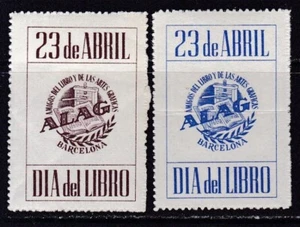 23 de ABRIL
AMIGOS DEL LIBRO Y DE LAS ARTES GRAFICAS
ALAG
BARCELONA
DIA del LIBRO
23 de ABRIL
AMIGOS DEL LIBRO Y DE LAS ARTES GRAFICAS
ALAG
BARCELONA
DIA del LIBRO